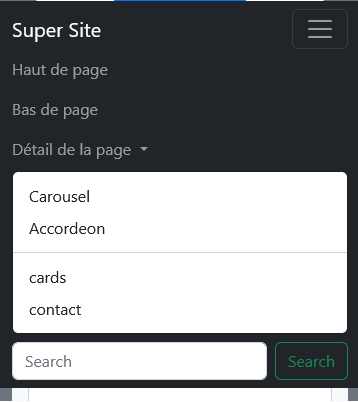 Super Site
Haut de page
Bas de page
Détail de la page
Carousel
Accordeon
cards
contact
Search
Search